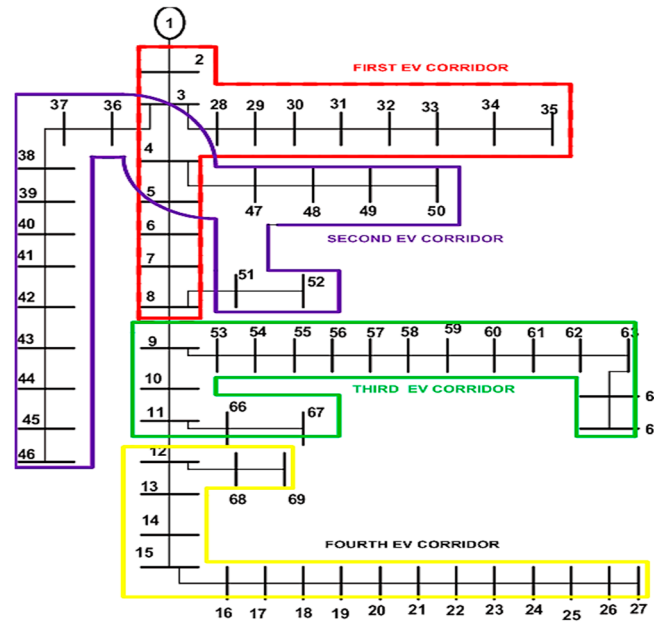 1
2
FIRST EV CORRIDOR
37 36 3 28 29 30 31 32 33 34 35
38 4
39 5 47 48 49 50
40 6 SECOND EV CORRIDOR
41 7 51 52
42 8
43 9 53 54 55 56 57 58 59 60 61 62 63
44 10 THIRD EV CORRIDOR 6
45 11 66 67 6
46 12
13 68 69
14 FOURTH EV CORRIDOR
15
16 17 18 19 20 21 22 23 24 25 26 27